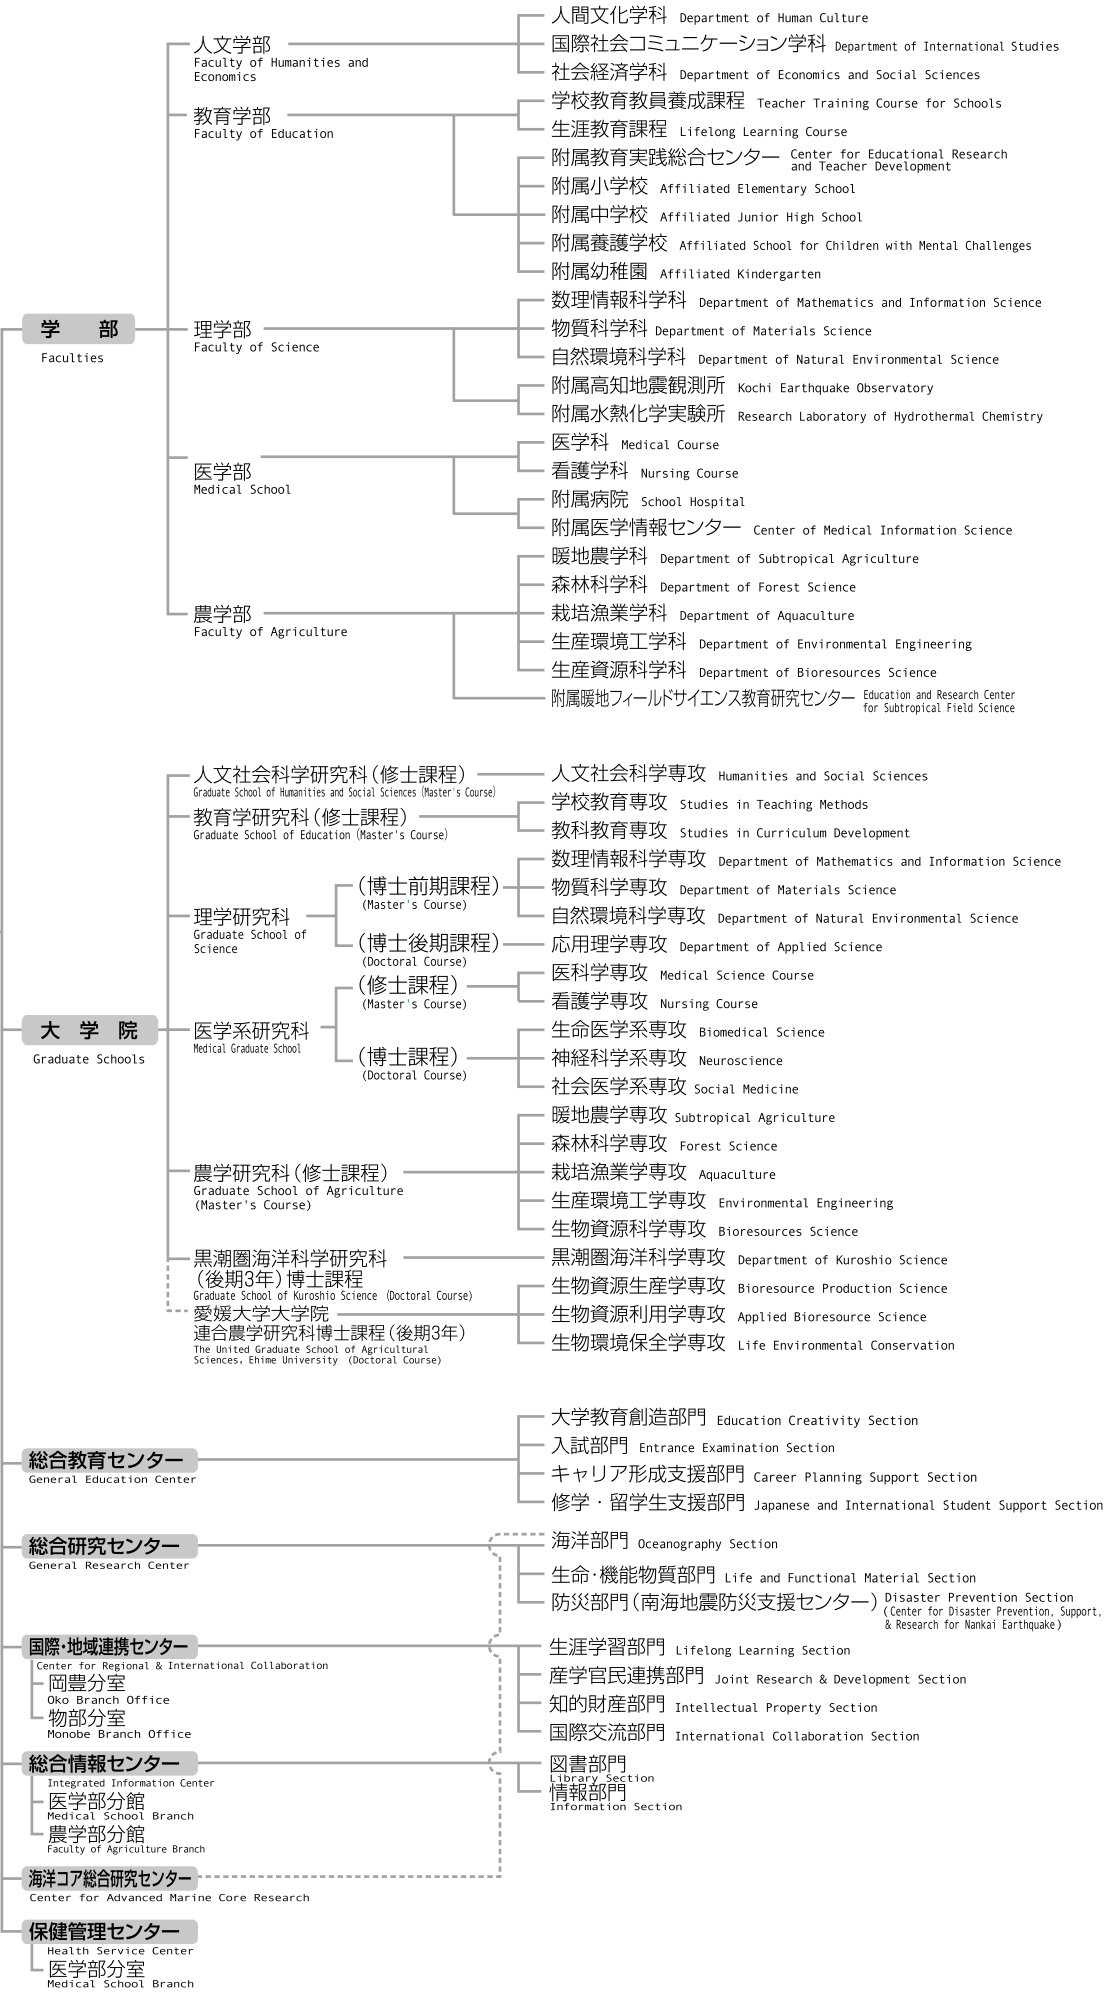 学　部
Faculties
人文学部
Faculty of Humanities and
Economics
人間文化学科 Department of Human Culture
国際社会コミュニケーション学科 Department of International Studies
社会経済学科 Department of Economics and Social Sciences
教育学部
Faculty of Education
学校教育教員養成課程 Teacher Training Course for Schools
生涯教育課程 Lifelong Learning Course
附属教育実践総合センター Center for Educational Research
and Teacher Development
附属小学校 Affiliated Elementary School
附属中学校 Affiliated Junior High School
附属養護学校 Affiliated School for Children with Mental Challenges
附属幼稚園 Affiliated Kindergarten
理学部
Faculty of Science
数理情報科学科 Department of Mathematics and Information Science
物質科学科 Department of Materials Science
自然環境科学科 Department of Natural Environmental Science
附属高知地震観測所 Kochi Earthquake Observatory
附属水熱化学実験所 Research Laboratory of Hydrothermal Chemistry
医学部
Medical School
医学科 Medical Course
看護学科 Nursing Course
附属病院 School Hospital
附属医学情報センター Center of Medical Information Science
農学部
Faculty of Agriculture
暖地農学科 Department of Subtropical Agriculture
森林科学科 Department of Forest Science
栽培漁業学科 Department of Aquaculture
生産環境工学科 Department of Environmental Engineering
生産資源科学科 Department of Bioresources Science
附属暖地フィールドサイエンス教育研究センター Education and Research Center
for Subtropical Field Science
大 学 院
Graduate Schools
人文社会科学研究科（修士課程）
Graduate School of Humanities and Social Sciences (Master's Course)
人文社会科学専攻 Humanities and Social Sciences
教育学研究科（修士課程）
Graduate School of Education (Master's Course)
学校教育専攻 Studies in Teaching Methods
教科教育専攻 Studies in Curriculum Development
理学研究科
Graduate School of
Science
（博士前期課程）
(Master's Course)
数理情報科学専攻 Department of Mathematics and Information Science
物質科学専攻 Department of Materials Science
自然環境科学専攻 Department of Natural Environmental Science
（博士後期課程）
(Doctoral Course)
応用理学専攻 Department of Applied Science
医学系研究科
Medical Graduate School
（修士課程）
(Master's Course)
医科学専攻 Medical Science Course
看護学専攻 Nursing Course
（博士課程）
(Doctoral Course)
生命医学系専攻 Biomedical Science
神経科学系専攻 Neuroscience
社会医学系専攻 Social Medicine
農学研究科（修士課程）
Graduate School of Agriculture
(Master's Course)
暖地農学専攻 Subtropical Agriculture
森林科学専攻 Forest Science
栽培漁業学専攻 Aquaculture
生産環境工学専攻 Environmental Engineering
生物資源科学専攻 Bioresources Science
黒潮圏海洋科学研究科
（後期3年）博士課程
Graduate School of Kuroshio Science (Doctoral Course)
黒潮圏海洋科学専攻 Department of Kuroshio Science
愛媛大学大学院
連合農学研究科博士課程（後期3年）
The United Graduate School of Agricultural
Sciences, Ehime University (Doctoral Course)
生物資源生産学専攻 Bioresource Production Science
生物資源利用学専攻 Applied Bioresource Science
生物環境保全学専攻 Life Environmental Conservation
総合教育センター
General Education Center
大学教育創造部門 Education Creativity Section
入試部門 Entrance Examination Section
キャリア形成支援部門 Career Planning Support Section
修学・留学生支援部門 Japanese and International Student Support Section
総合研究センター
General Research Center
海洋部門 Oceanography Section
生命・機能物質部門 Life and Functional Material Section
防災部門（南海地震防災支援センター） Disaster Prevention Section
(Center for Disaster Prevention, Support,
& Research for Nankai Earthquake)
国際・地域連携センター
Center for Regional & International Collaboration
岡豊分室
Oko Branch Office
物部分室
Monobe Branch Office
生涯学習部門 Lifelong Learning Section
産学官民連携部門 Joint Research & Development Section
知的財産部門 Intellectual Property Section
国際交流部門 International Collaboration Section
総合情報センター
Integrated Information Center
医学部分館
Medical School Branch
農学部分館
Faculty of Agriculture Branch
図書部門
Library Section
情報部門
Information Section
海洋コア総合研究センター
Center for Advanced Marine Core Research
保健管理センター
Health Service Center
医学部分室
Medical School Branch